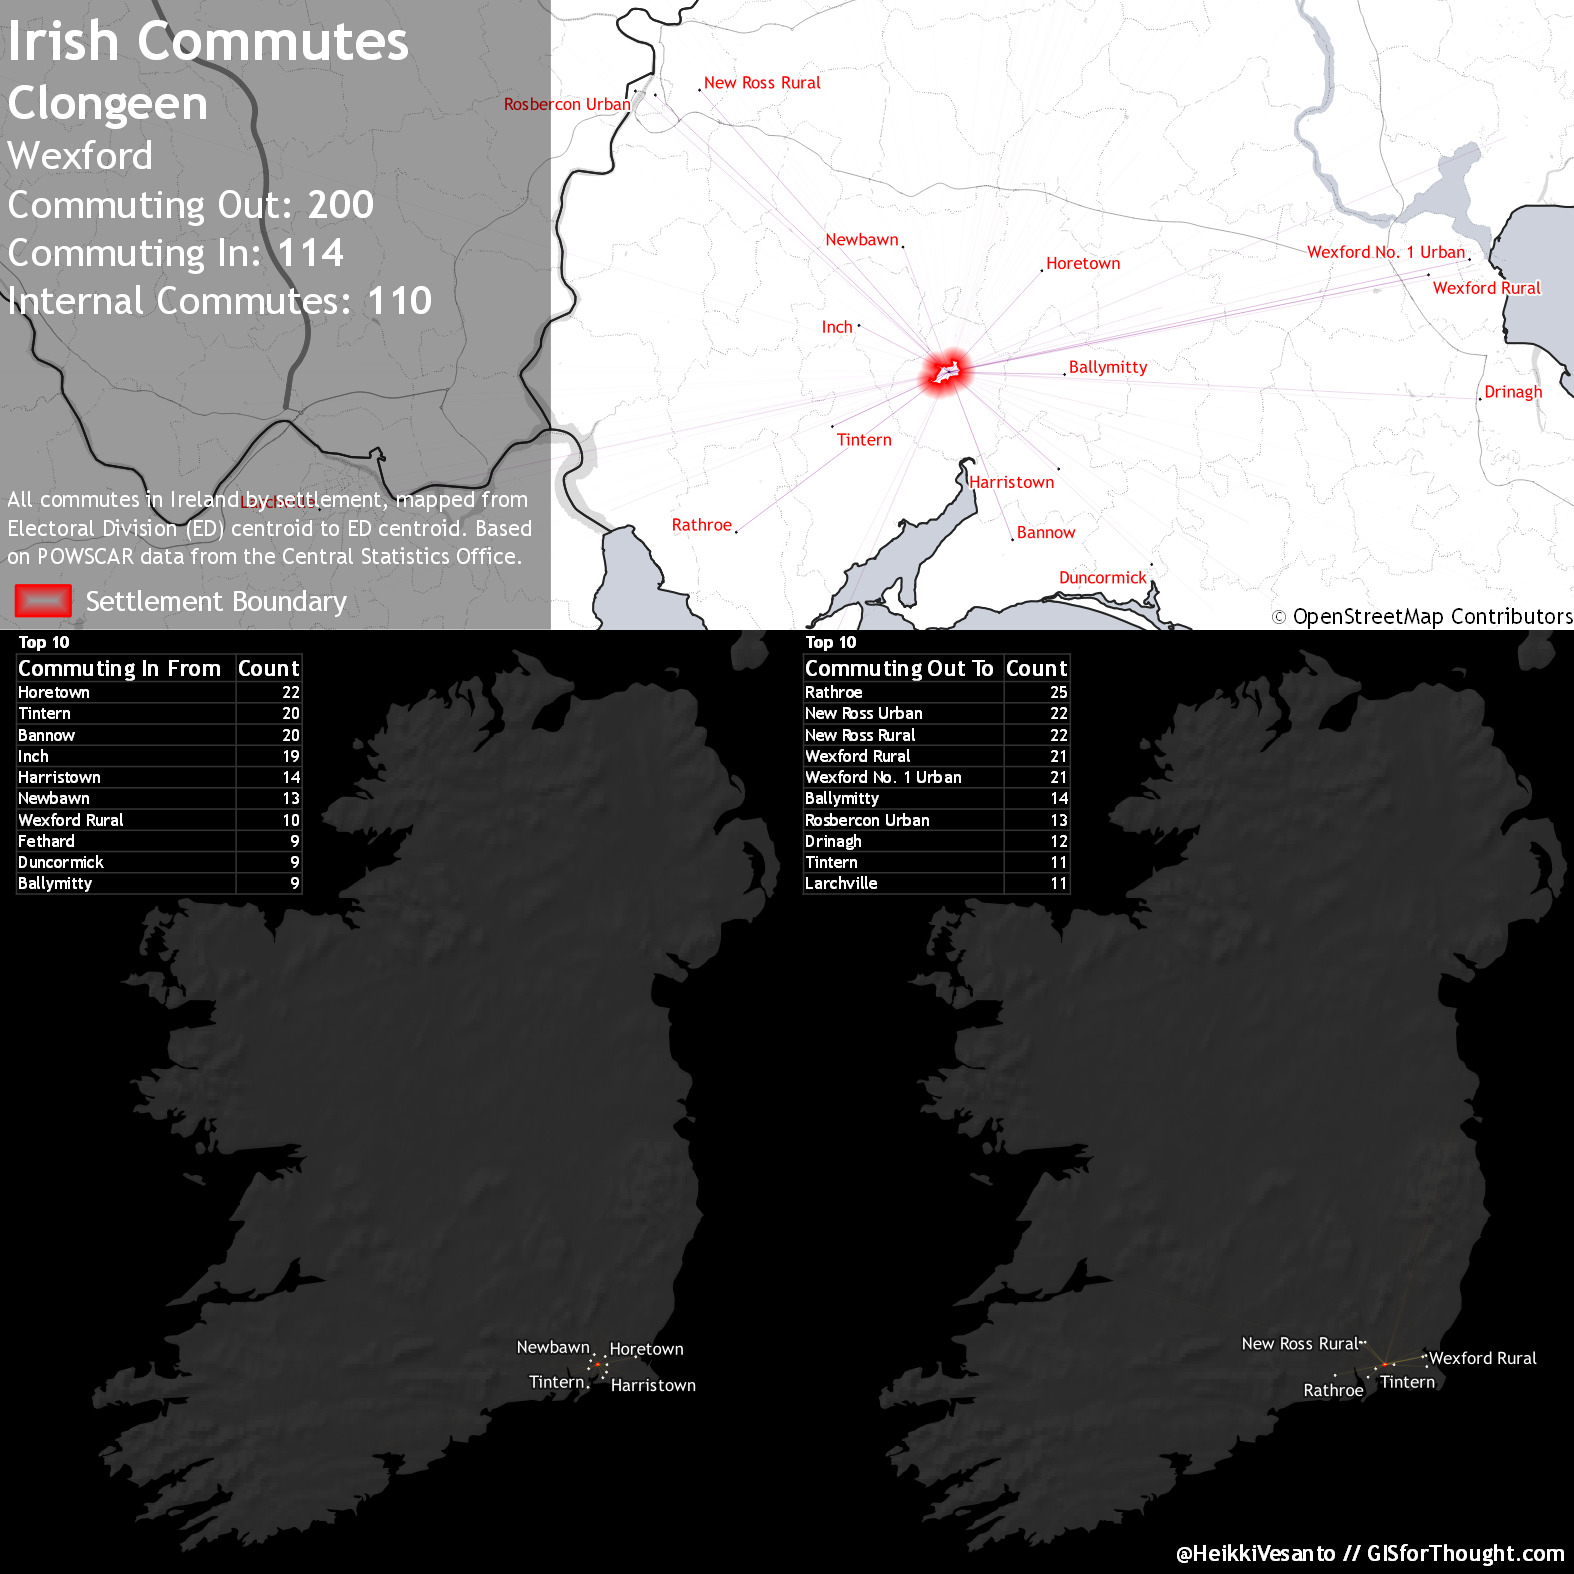 Irish Commutes
Clongeen
Wexford
Commuting Out: 200
Commuting In: 114
Internal Commutes: 110
All commutes in Ireland by settlement, mapped from
Electoral Division (ED) centroid to ED centroid. Based
on POWSCAR data from the Central Statistics Office.
Settlement Boundary
New Ross Rural
Rosbercon Urban
Newbawn
Horetown
Wexford No. 1 Urban
Wexford Rural
Inch
Ballymitty
Drinagh
Tintern
Harristown
Rathroe
Bannow
Duncormick
Larchville
© OpenStreetMap Contributors
Top 10
Commuting In From Count
Horetown 22
Tintern 20
Bannow 20
Inch 19
Harristown 14
Newbawn 13
Wexford Rural 10
Fethard 9
Duncormick 9
Ballymitty 9
Top 10
Commuting Out To Count
Rathroe 25
New Ross Urban 22
New Ross Rural 22
Wexford Rural 21
Wexford No. 1 Urban 21
Ballymitty 14
Rosbercon Urban 13
Drinagh 12
Tintern 11
Larchville 11
Newbawn
Horetown
Tintern
Harristown
New Ross Rural
Wexford Rural
Tintern
Rathroe
@HeikkiVesanto // GISforThought.com